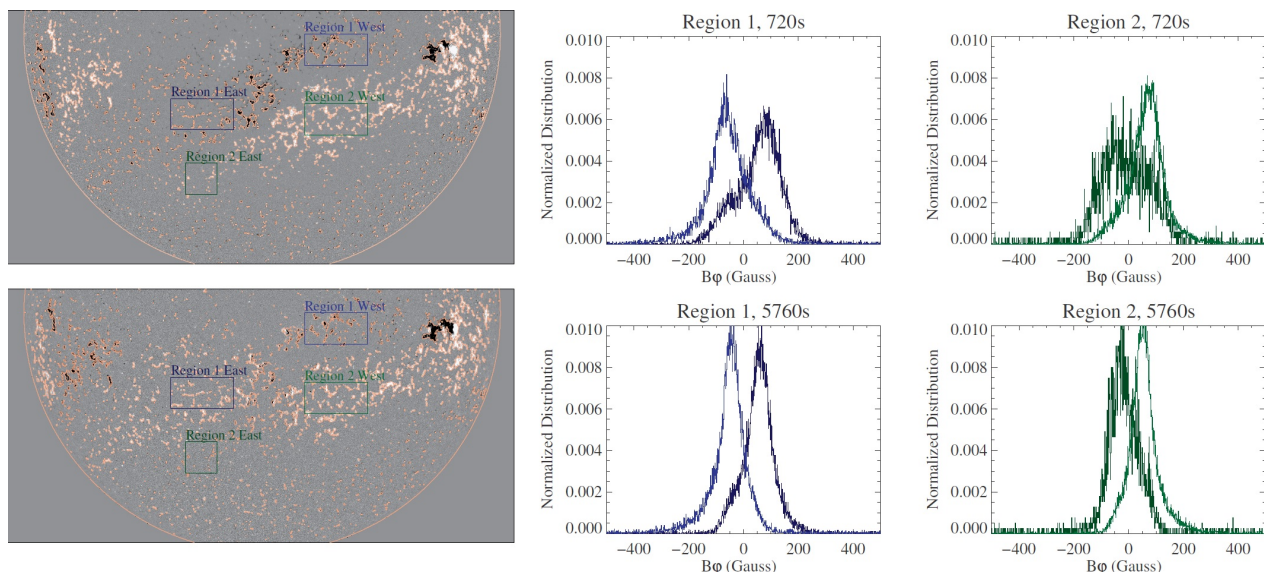 Region 1 West
Region 1 East
Region 2 West
Region 2 East
Region 1 West
Region 1 East
Region 2 West
Region 2 East
Region 1, 720s
0.010
0.008
0.006
0.004
0.002
0.000
Normalized Distribution
−400 −200 0 200 400
Bφ (Gauss)
Region 2, 720s
0.010
0.008
0.006
0.004
0.002
0.000
Normalized Distribution
−400 −200 0 200 400
Bφ (Gauss)
Region 1, 5760s
0.010
0.008
0.006
0.004
0.002
0.000
Normalized Distribution
−400 −200 0 200 400
Bφ (Gauss)
Region 2, 5760s
0.010
0.008
0.006
0.004
0.002
0.000
Normalized Distribution
−400 −200 0 200 400
Bφ (Gauss)